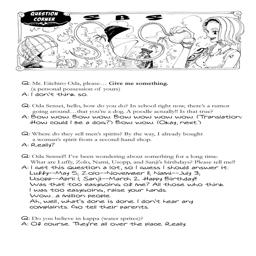 QUESTION
CORNER
SBS
Q: Mr. Eiichiro Oda, please... Give me something.
(a personal possession of yours)
A: I don't think so.
Q: Oda Sensei, hello, how do you do? In school right now, there's a rumor
going around...that you're a dog. A poodle actually!! Is that true?
A: Bow wow. Bow wow. Bow wow wow wow. (Translation:
How could I be a dog?) Bow wow. (Okay, next.)
Q: Where do they sell men's spirits? By the way, I already bought
a woman's spirit from a second hand shop.
A: Really?
Q: Oda Sensei!! I've been wondering about something for a long time.
What are Luffy, Zolo, Nami, Usopp, and Sanji's birthdays? Please tell me!!
A: I get this question a lot, so I guess I should answer it.
Luffy--May 5, Zolo--November 11, Nami--July 3,
Usopp--April 1, Sanji--March 2. Happy Birthday!!
Was that too easygoing of me? All those who think
I was too easygoing, raise your hand.
Wow...a million people.
Ah, well, what's done is done. I don't hear any
complaints. Go tell their parents.
Q: Do you believe in kappa (water sprites)?
A: Of course. They're all over the place. Really.